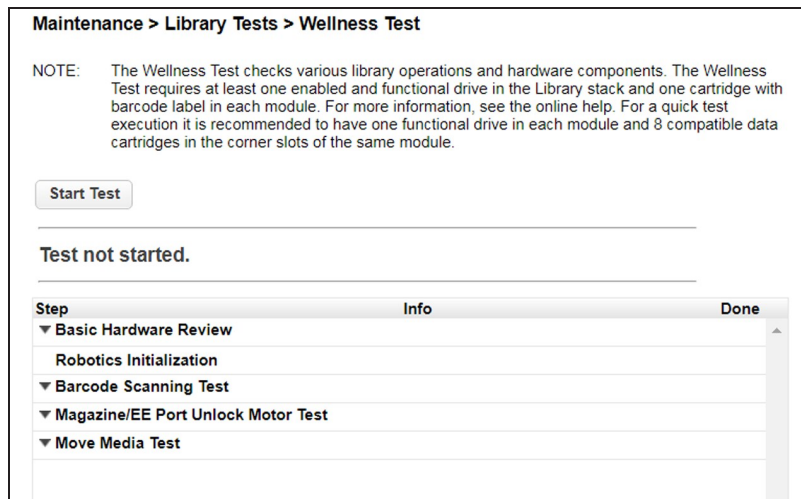 Maintenance > Library Tests > Wellness Test
NOTE: The Wellness Test checks various library operations and hardware components. The Wellness
Test requires at least one enabled and functional drive in the Library stack and one cartridge with
barcode label in each module. For more information, see the online help. For a quick test
execution it is recommended to have one functional drive in each module and 8 compatible data
cartridges in the corner slots of the same module.
Start Test
Test not started.
Step Info Done
Basic Hardware Review
Robotics Initialization
Barcode Scanning Test
Magazine/EE Port Unlock Motor Test
Move Media Test